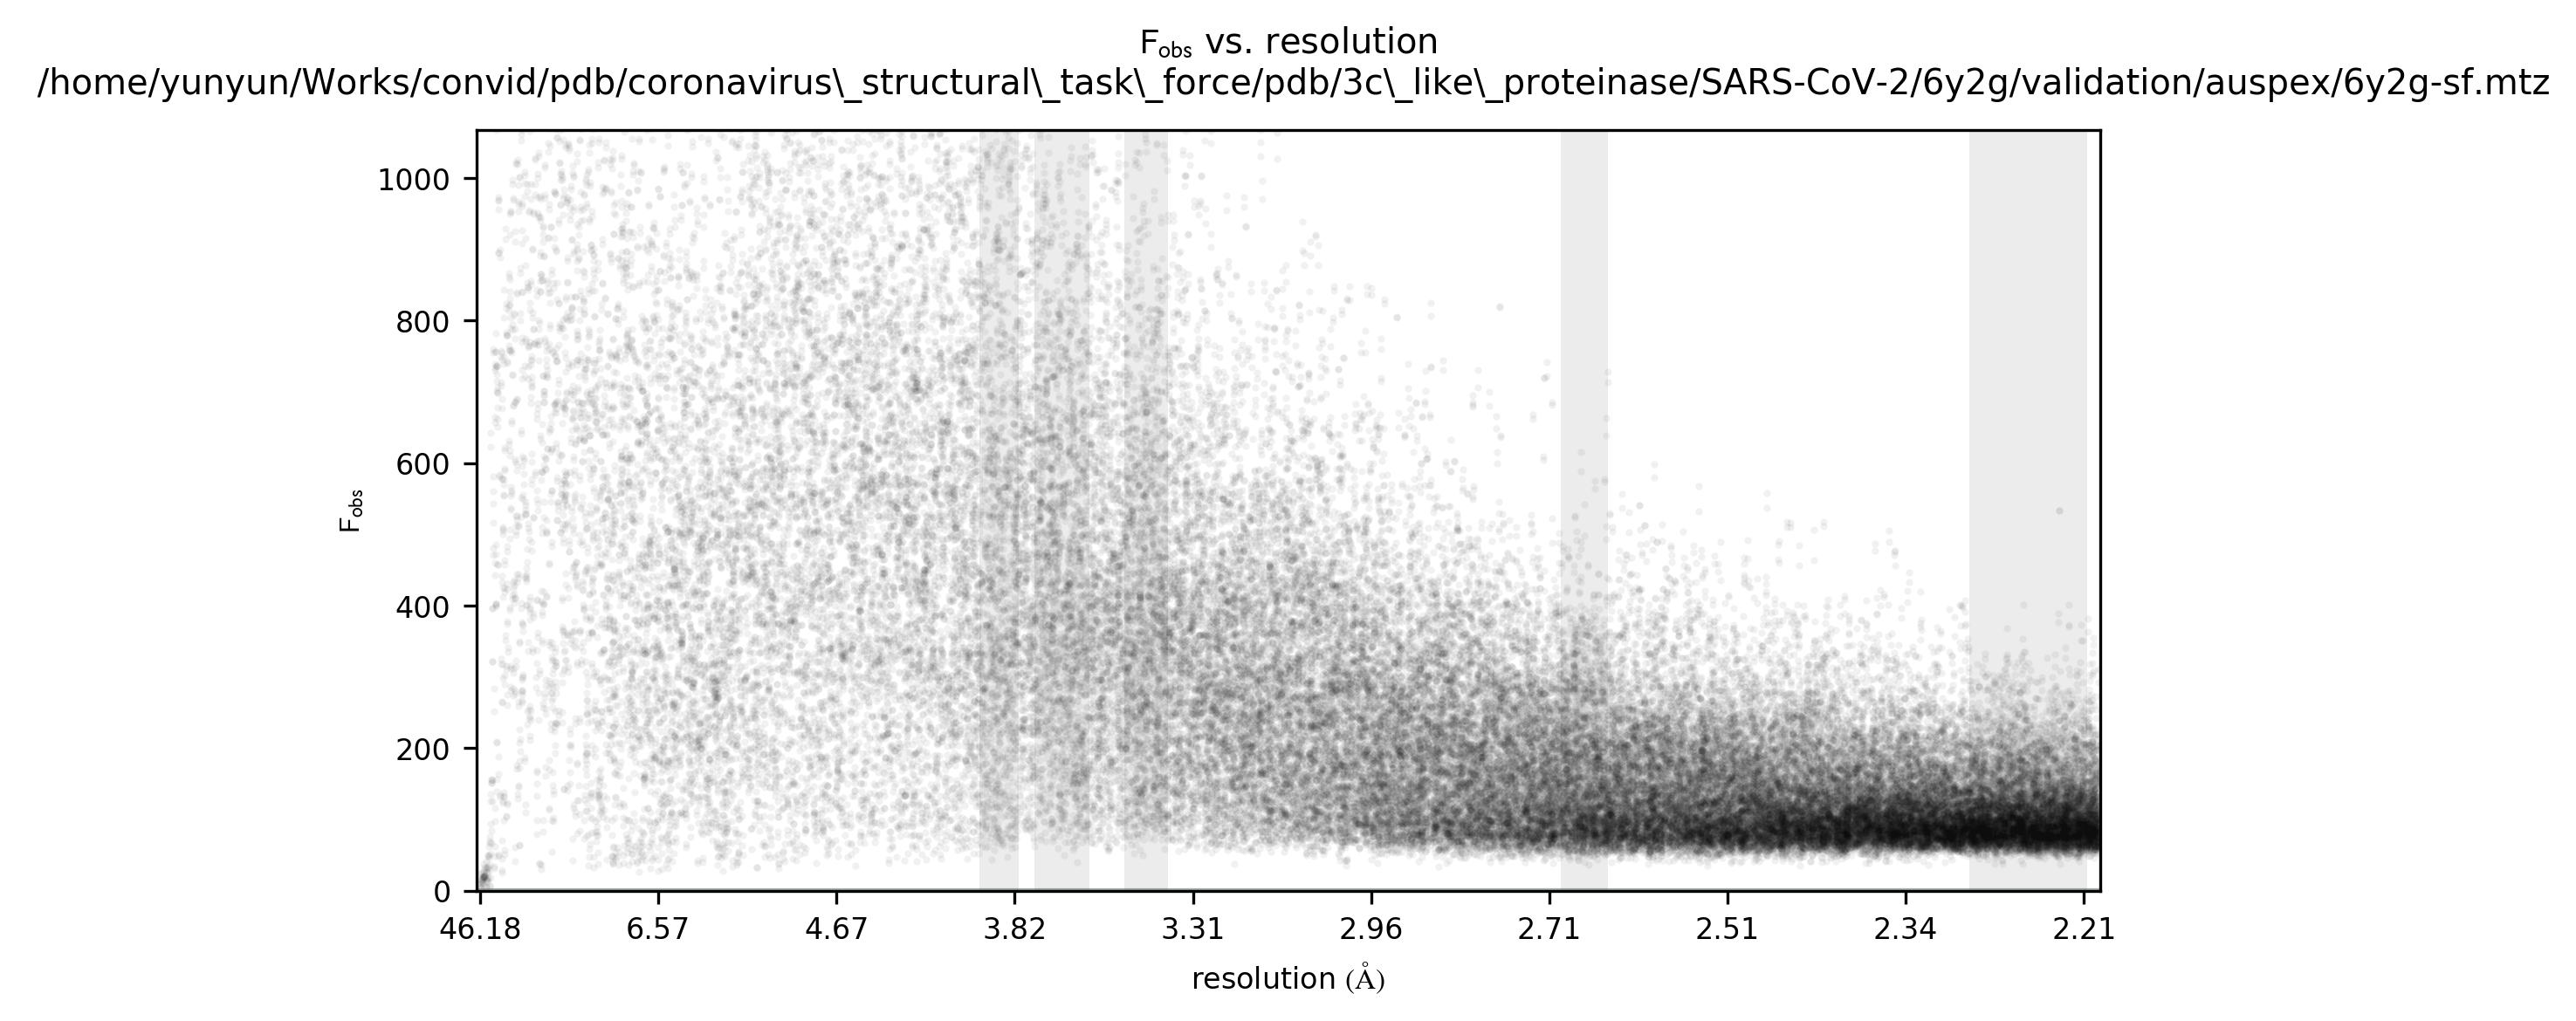 F_obs vs. resolution
/home/yunyun/Works/convid/pdb/coronavirus\_structural\_task\_force/pdb/3c\_like\_proteinase/SARS-CoV-2/6y2g/validation/auspex/6y2g-sf.mtz
1000
800
600
400
200
0
F_obs
46.18 6.57 4.67 3.82 3.31 2.96 2.71 2.51 2.34 2.21
resolution (Å)